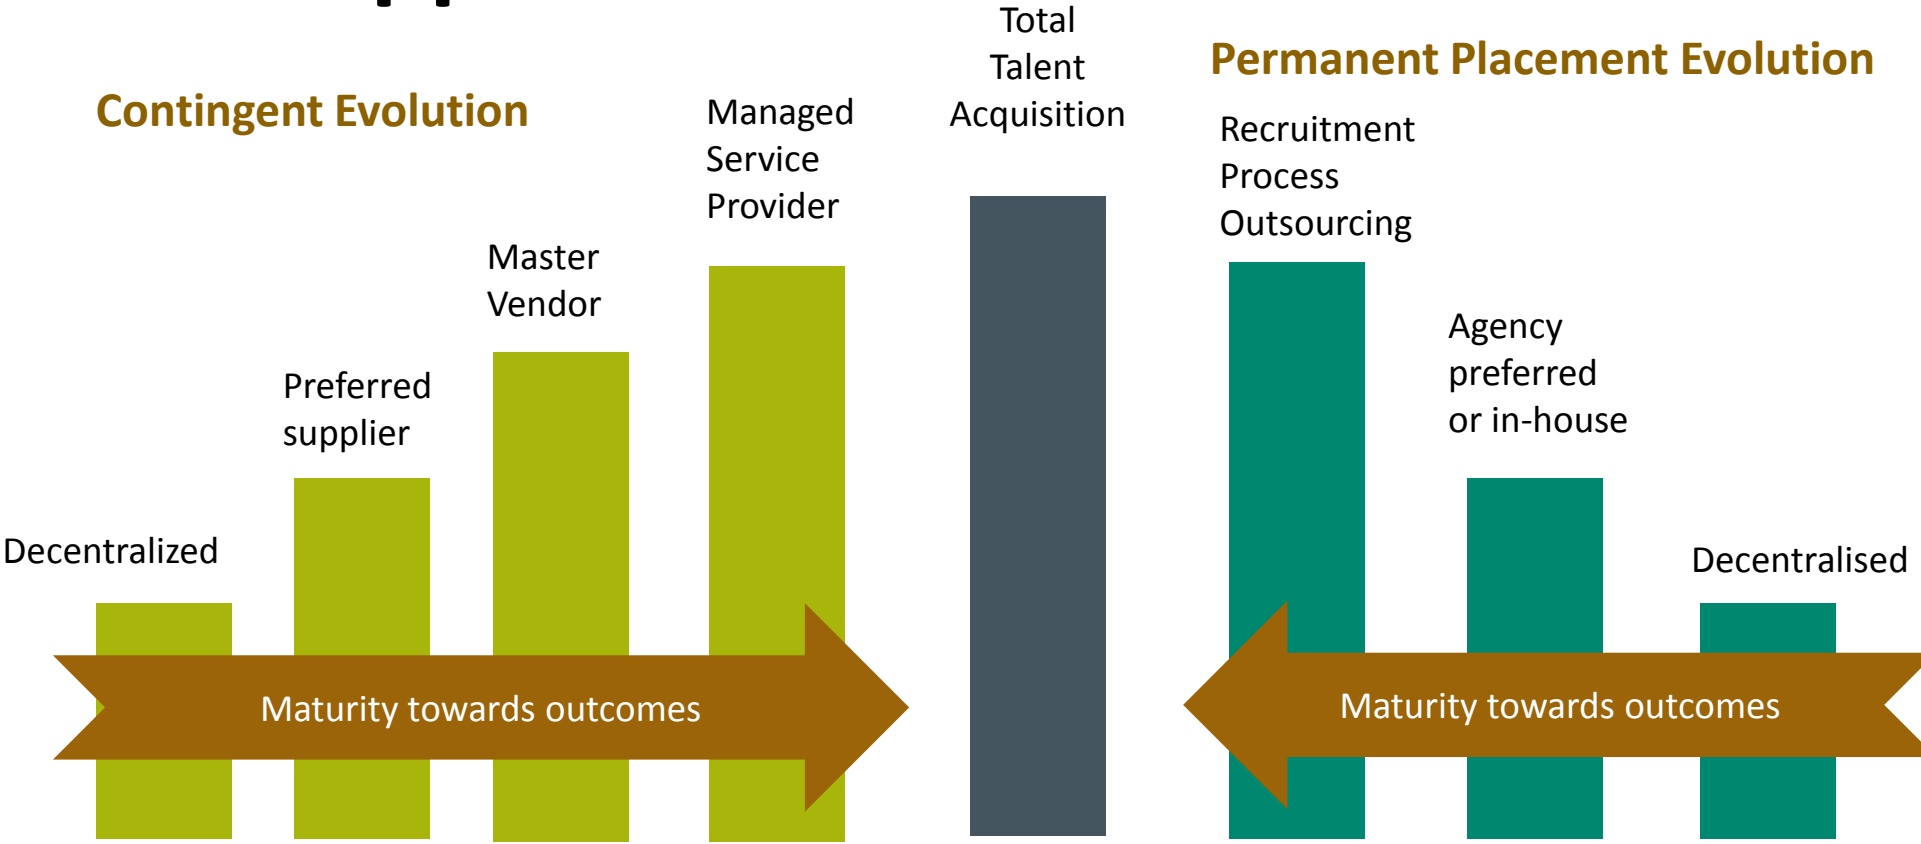 Contingent Evolution
Decentralized
Preferred
supplier
Master
Vendor
Managed
Service
Provider
Total
Talent
Acquisition
Permanent Placement Evolution
Recruitment
Process
Outsourcing
Agency
preferred
or in-house
Decentralised
Maturity towards outcomes
Maturity towards outcomes